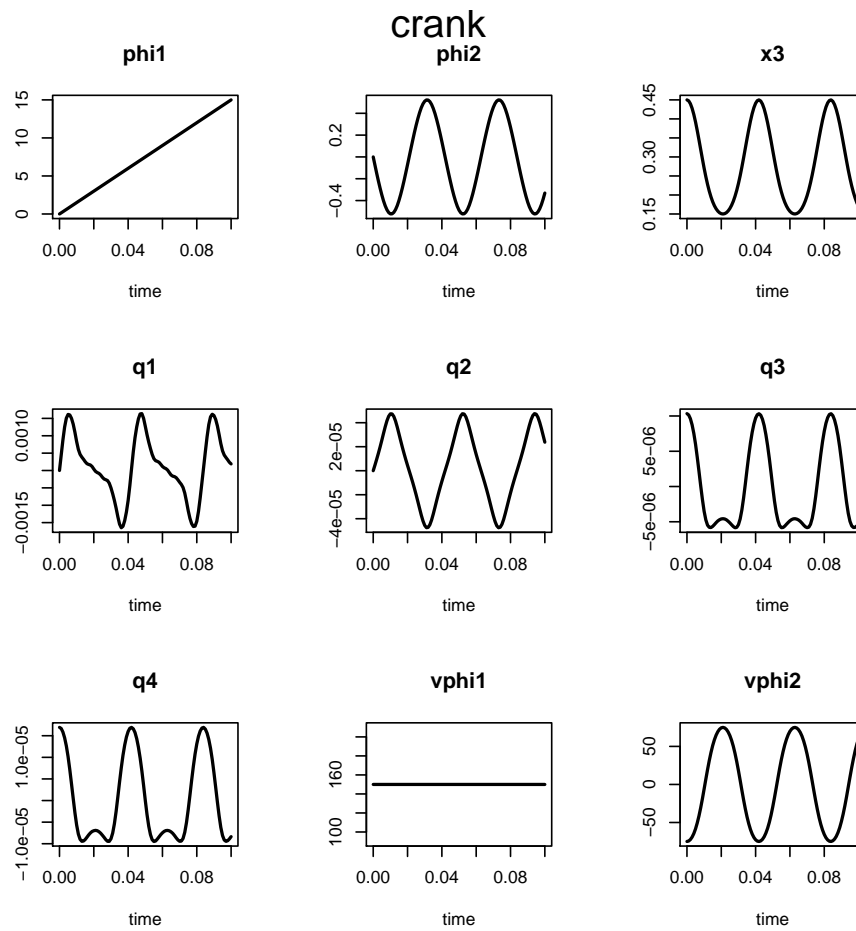 crank
phi1
15
10
5
0
0.00 0.04 0.08
time
phi2
0.2
−0.4
0.00 0.04 0.08
time
x3
0.45
0.30
0.15
0.00 0.04 0.08
time
q1
0.0010
−0.0015
0.00 0.04 0.08
time
q2
2e−05
−4e−05
0.00 0.04 0.08
time
q3
5e−06
−5e−06
0.00 0.04 0.08
time
q4
1.0e−05
−1.0e−05
0.00 0.04 0.08
time
vphi1
160
100
0.00 0.04 0.08
time
vphi2
50
0
−50
0.00 0.04 0.08
time